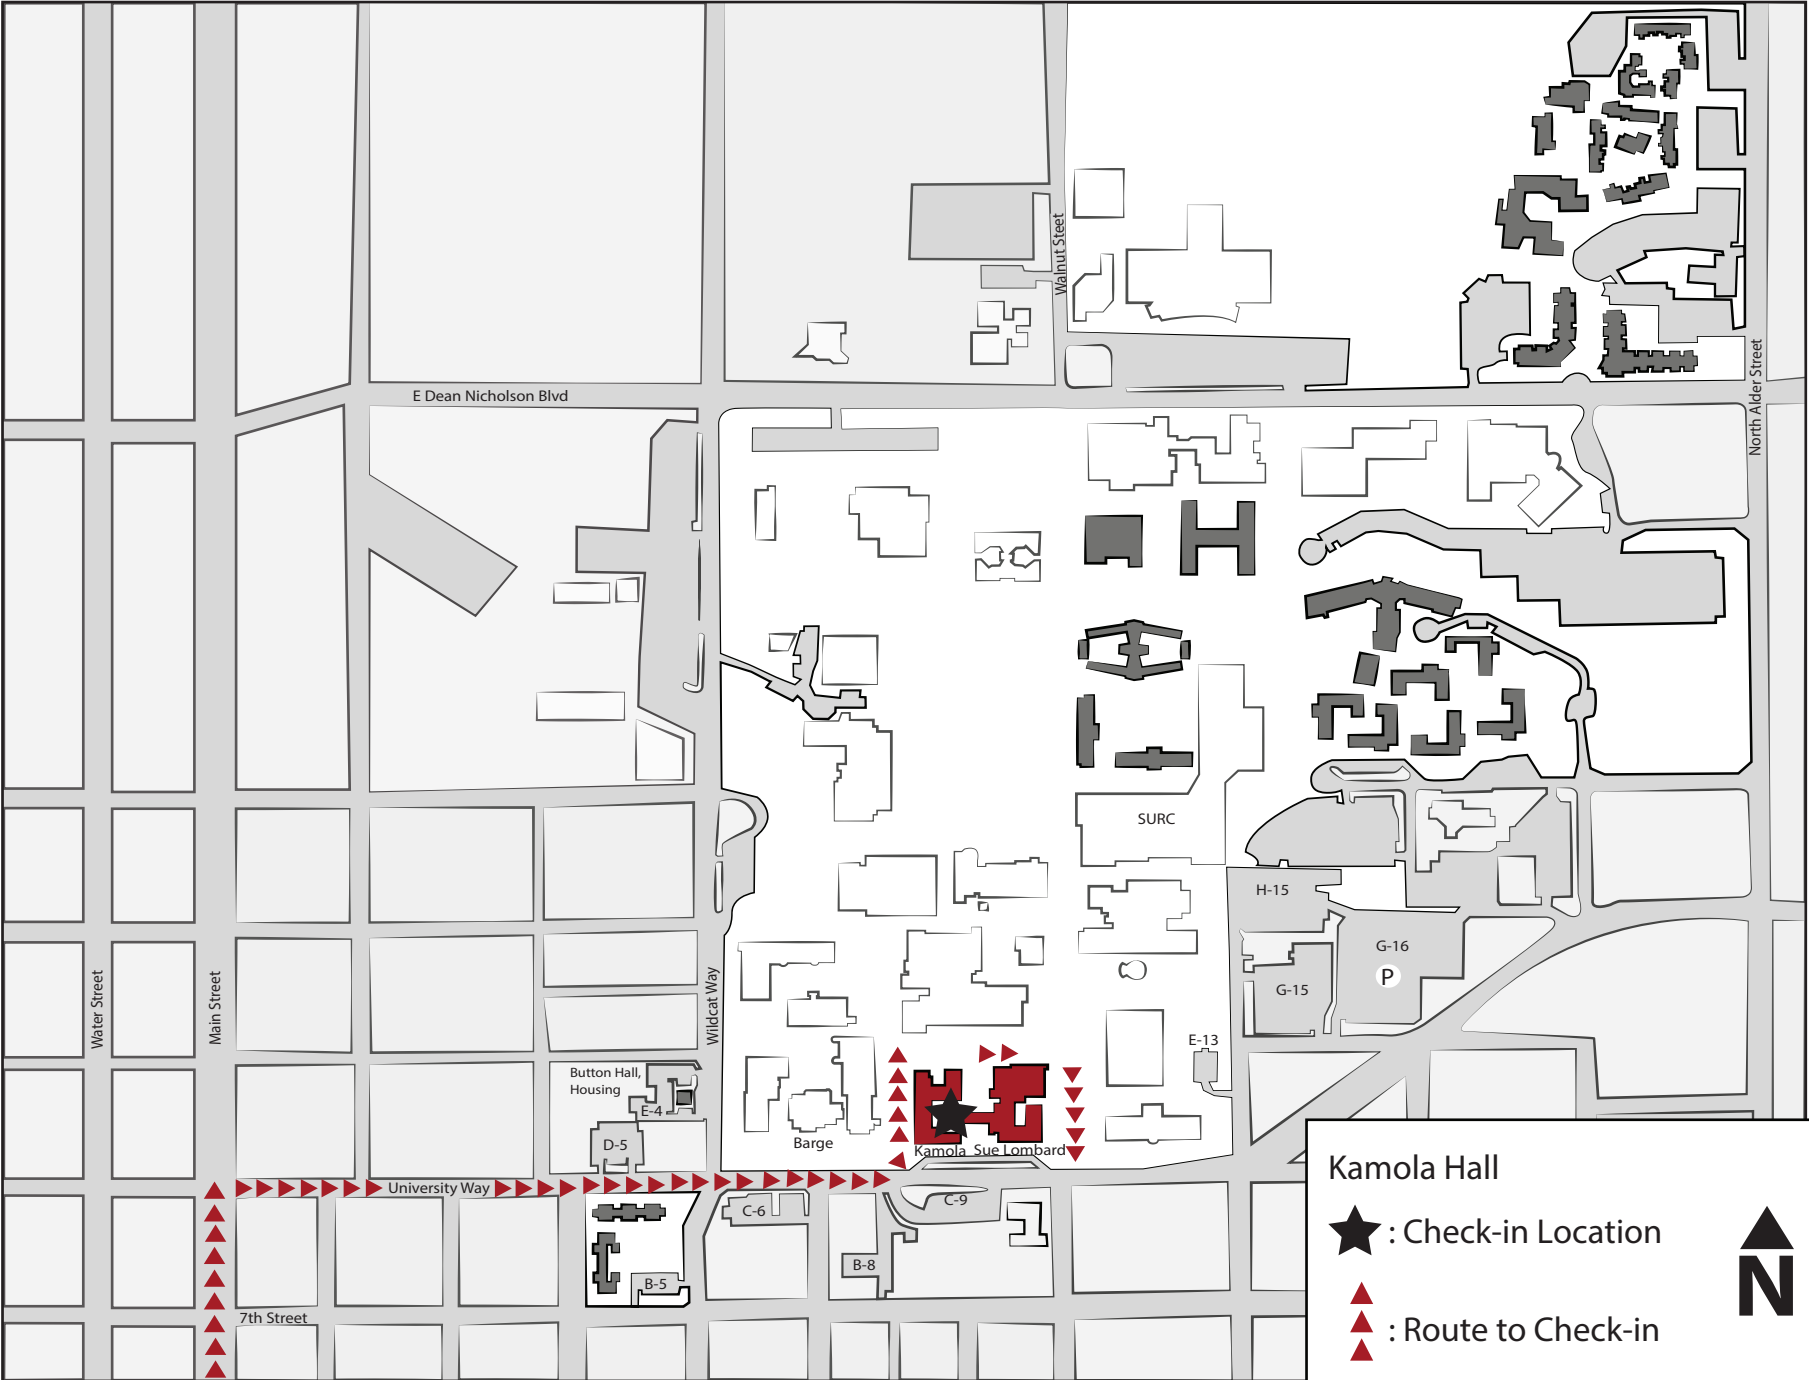 Walnut Steet
North Alder Street
E Dean Nicholson Blvd
SURC
H-15
G-16
P
G-15
Water Street
Main Street
Wildcat Way
E-13
Button Hall,
Housing
E-4
D-5
Barge
Kamola
Sue Lombard
University Way
C-6
C-9
B-8
B-5
7th Street
Kamola Hall
: Check-in Location
: Route to Check-in
N